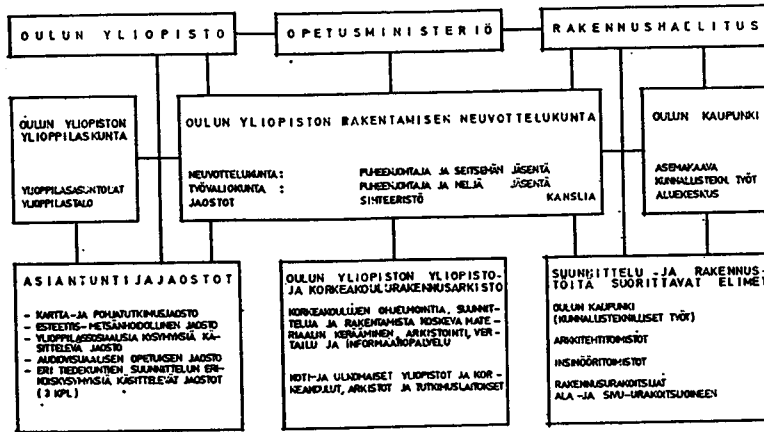 OULUN YLIOPISTO
OPETUSMINISTERIÖ
RAKENNUSHALLITUS
OULUN YLIOPISTON
YLIOPPILASKUNTA
YLIOPPILASASUNTOLAT
YLIOPPILASTALO
OULUN YLIOPISTON RAKENTAMISEN NEUVOTTELUKUNTA
NEUVOTTELUKUNTA: PUHEENJOHTAJA JA SEITSEMÄN JÄSENTÄ
TYÖVALIOKUNTA : PUHEENJOHTAJA JA NELJÄ JÄSENTÄ
JAOSTOT SIHTEERISTÖ KANSLIA
OULUN KAUPUNKI
ASEMAKAAVA
KUNNALLISTEKN. TYÖT
ALUEKESKUS
ASIANTUNTIJAJAOSTOT
- KARTTA-JA POHJATUTKIMUSJAOSTO
- ESTEETTIS-METSÄNHOIDOLLINEN JAOSTO
- YLIOPPILASSOSIAALISIA KYSYMYKSIÄ KÄ-
SITTELEVÄ JAOSTO
- AUDIOVISUAALISEN OPETUKSEN JAOSTO
- ERI TIEDEKUNTIEN SUUNNITTELUN ERI-
KOISKYSYMYKSIÄ KÄSITTELEVÄT JAOSTOT
(3 KPL)
OULUN YLIOPISTON YLIOPISTO-
JA KORKEAKOULURAKENNUSARKISTO
KORKEAKOULUJEN OHJELMOINTIA, SUUNNIT-
TELUA JA RAKENTAMISTA KOSKEVA MATE-
RIAALIN KERÄÄMINEN, ARKISTOINTI, VER-
TAILU JA INFORMAATIOPALVELU
KOTI-JA ULKOMAISET YLIOPISTOT JA KOR-
KEAKOULUT, ARKISTOT JA TUTKIMUSLAITOKSET
SUUNNITTELU -JA RAKENNUS-
TÖITÄ SUORITTAVAT ELIMET
OULUN KAUPUNKI
(KUNNALLISTEKNILLISET TYÖT)
ARKKITEHTITOIMISTOT
INSINÖÖRITOIMISTOT
RAKENNUSURAKOITSIJAT
ALA -JA SIVU-URAKOITSIJOINEEN